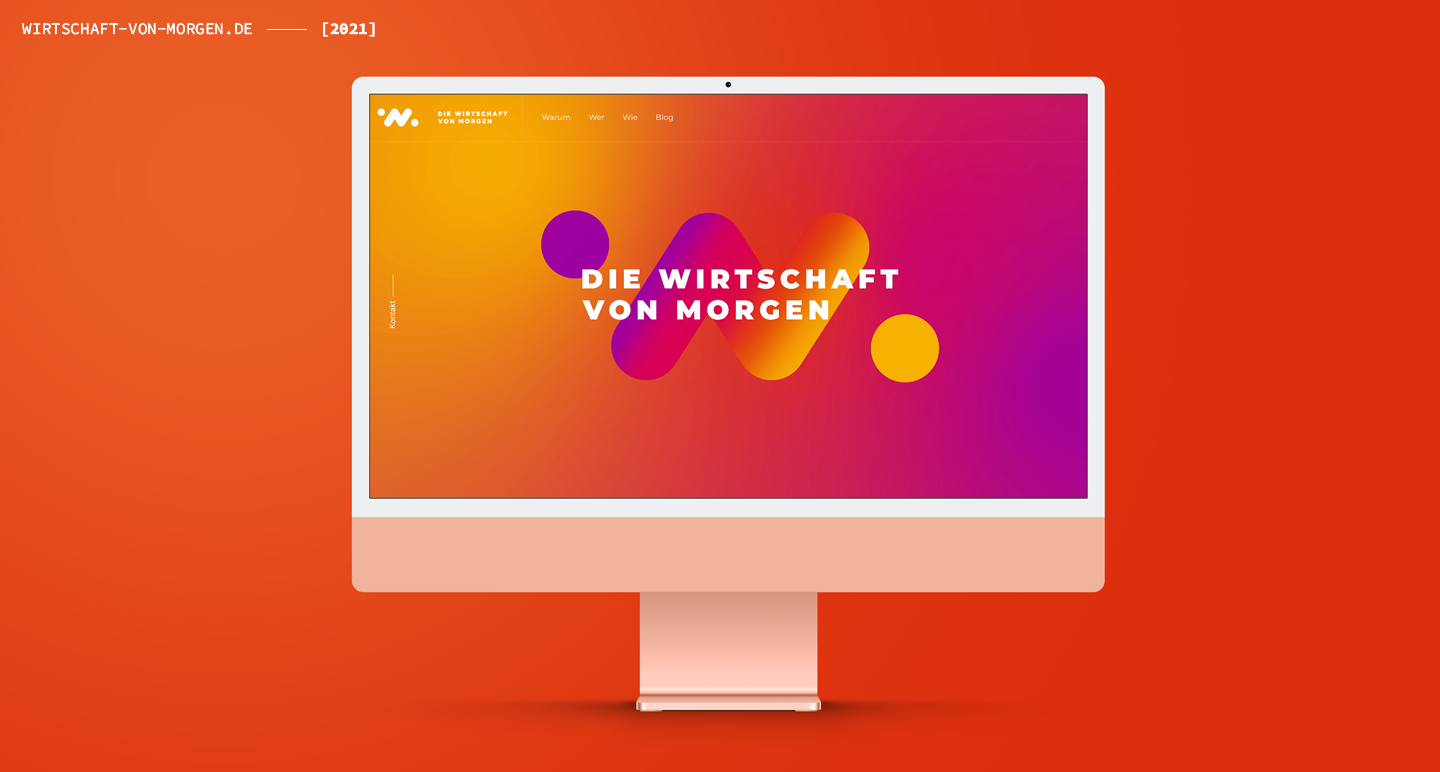 WIRTSCHAFT-VON-MORGEN.DE [2021]
DIE WIRTSCHAFT
VON MORGEN
Warum Wer Wie Blog
DIE WIRTSCHAFT
VON MORGEN
Kontakt